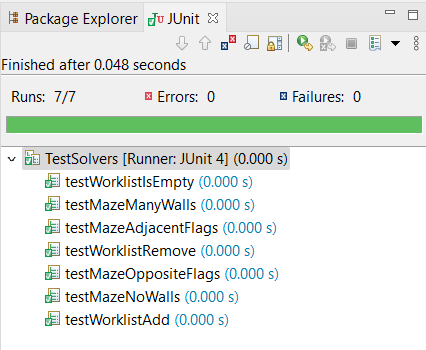 Package Explorer JUnit
Finished after 0.048 seconds
Runs: 7/7 Errors: 0 Failures: 0
TestSolvers [Runner: JUnit 4] (0.000 s)
testWorklistIsEmpty (0.000 s)
testMazeManyWalls (0.000 s)
testMazeAdjacentFlags (0.000 s)
testWorklistRemove (0.000 s)
testMazeOppositeFlags (0.000 s)
testMazeNoWalls (0.000 s)
testWorklistAdd (0.000 s)